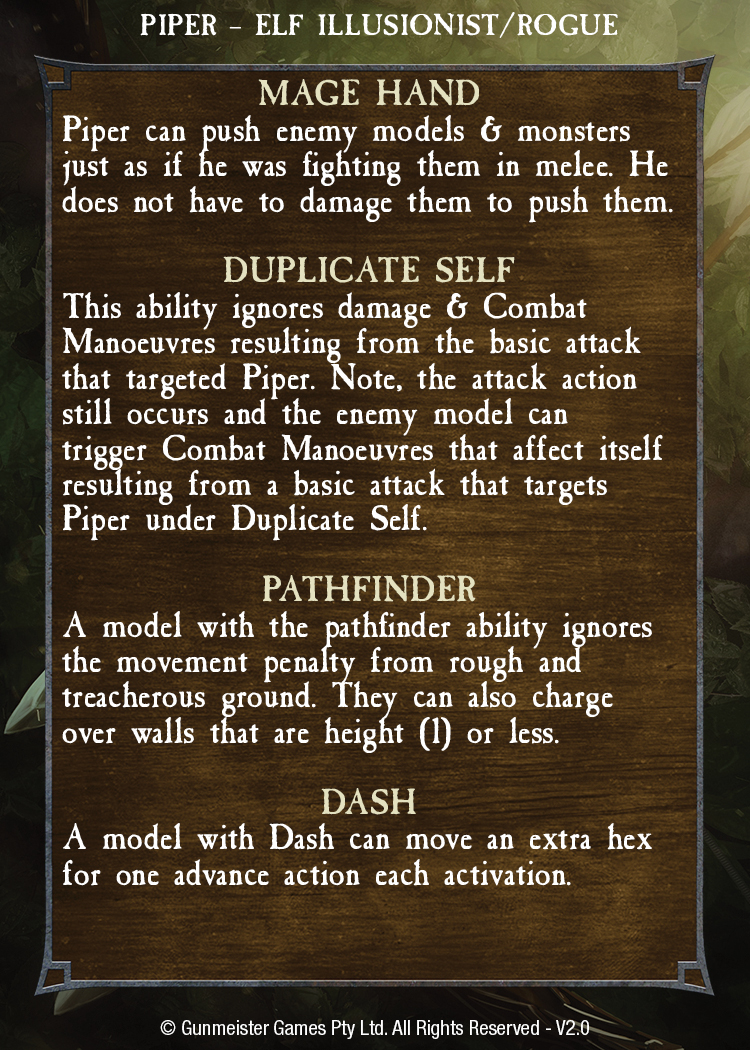 PIPER – ELF ILLUSIONIST/ROGUE
MAGE HAND
Piper can push enemy models & monsters
just as if he was fighting them in melee. He
does not have to damage them to push them.
DUPLICATE SELF
This ability ignores damage & Combat
Manoeuvres resulting from the basic attack
that targeted Piper. Note, the attack action
still occurs and the enemy model can
trigger Combat Manoeuvres that affect itself
resulting from a basic attack that targets
Piper under Duplicate Self.
PATHFINDER
A model with the pathfinder ability ignores
the movement penalty from rough and
treacherous ground. They can also charge
over walls that are height (1) or less.
DASH
A model with Dash can move an extra hex
for one advance action each activation.
© Gunmeister Games Pty Ltd. All Rights Reserved - V2.0